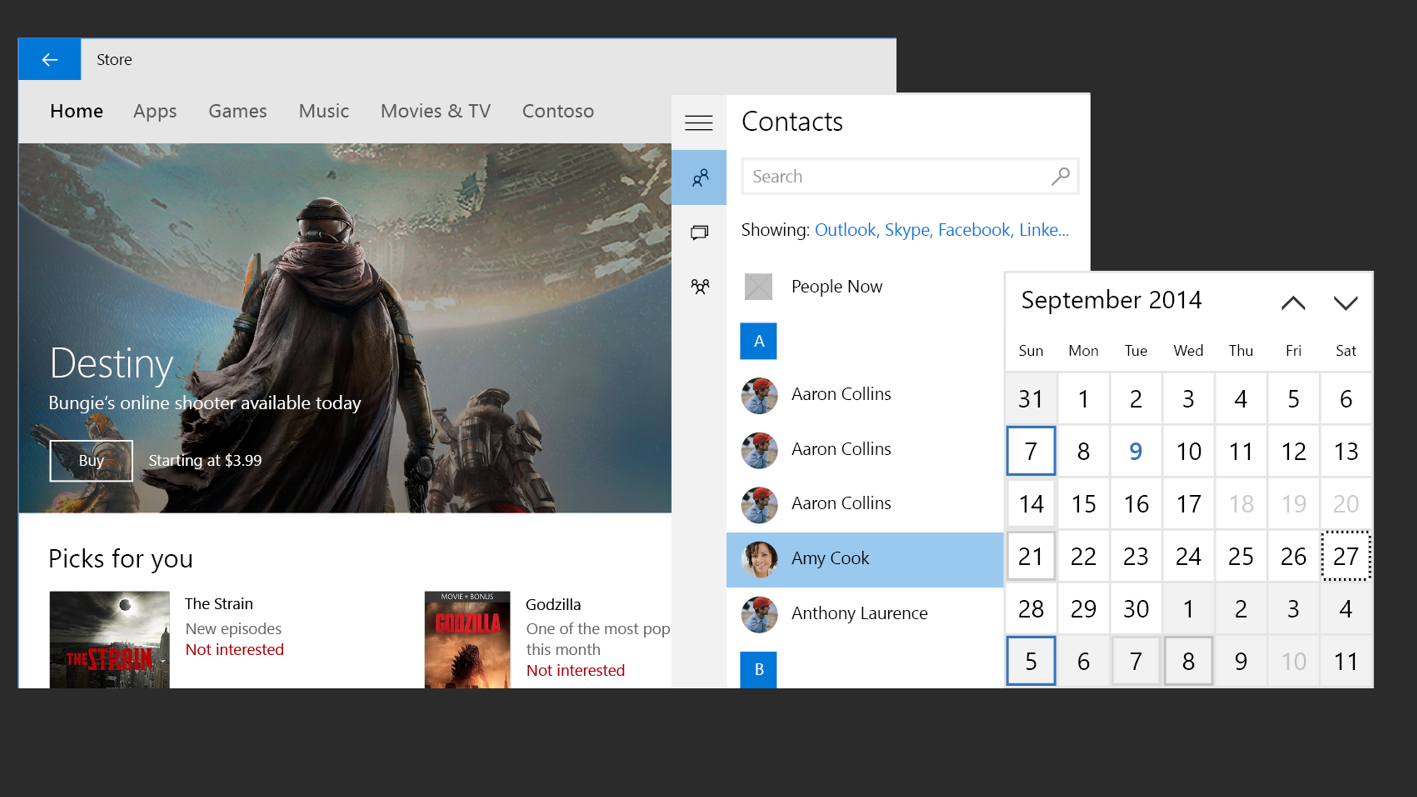 Store
Home Apps Games Music Movies & TV Contoso
Destiny
Bungie's online shooter available today
Buy
Starting at $3.99
Picks for you
THE STRAIN
The Strain
New episodes
Not interested
MOVIE + BONUS
GODZILLA
Godzilla
One of the most pop
this month
Not interested
Contacts
Search
Showing: Outlook, Skype, Facebook, Linke...
People Now
A
Aaron Collins
Aaron Collins
Aaron Collins
Amy Cook
Anthony Laurence
B
September 2014
Sun Mon Tue Wed Thu Fri Sat
31 1 2 3 4 5 6
7 8 9 10 11 12 13
14 15 16 17 18 19 20
21 22 23 24 25 26 27
28 29 30 1 2 3 4
5 6 7 8 9 10 11